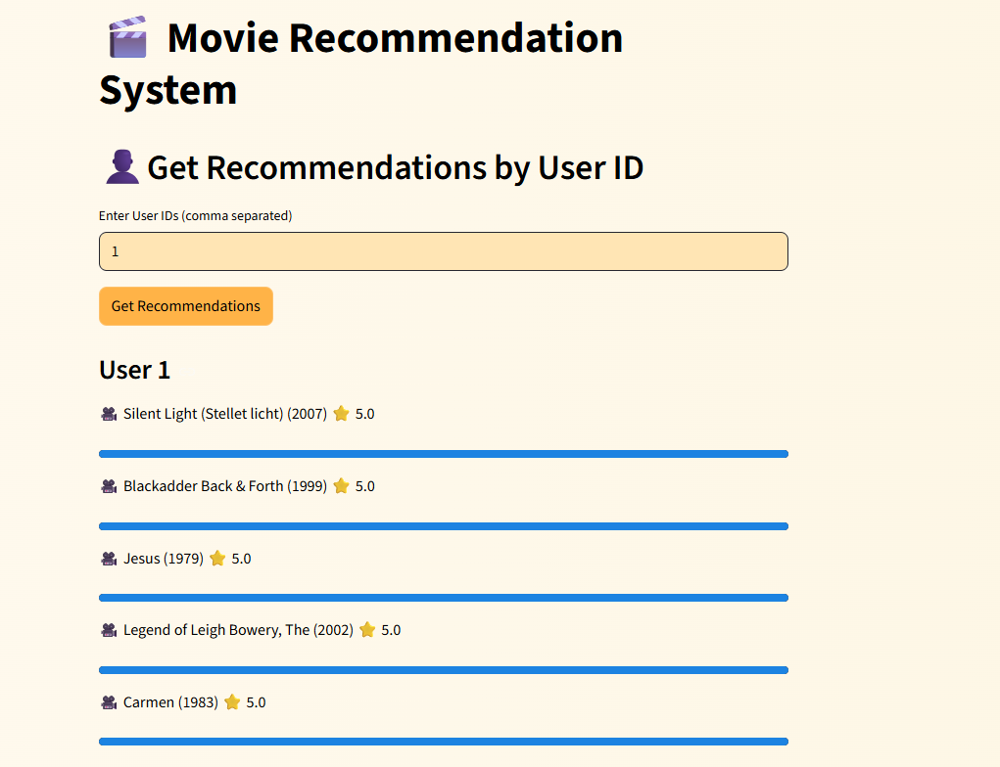 Movie Recommendation
System
Get Recommendations by User ID
Enter User IDs (comma separated)
1
Get Recommendations
User 1
Silent Light (Stellet licht) (2007) ⭐ 5.0
Blackadder Back & Forth (1999) ⭐ 5.0
Jesus (1979) ⭐ 5.0
Legend of Leigh Bowery, The (2002) ⭐ 5.0
Carmen (1983) ⭐ 5.0